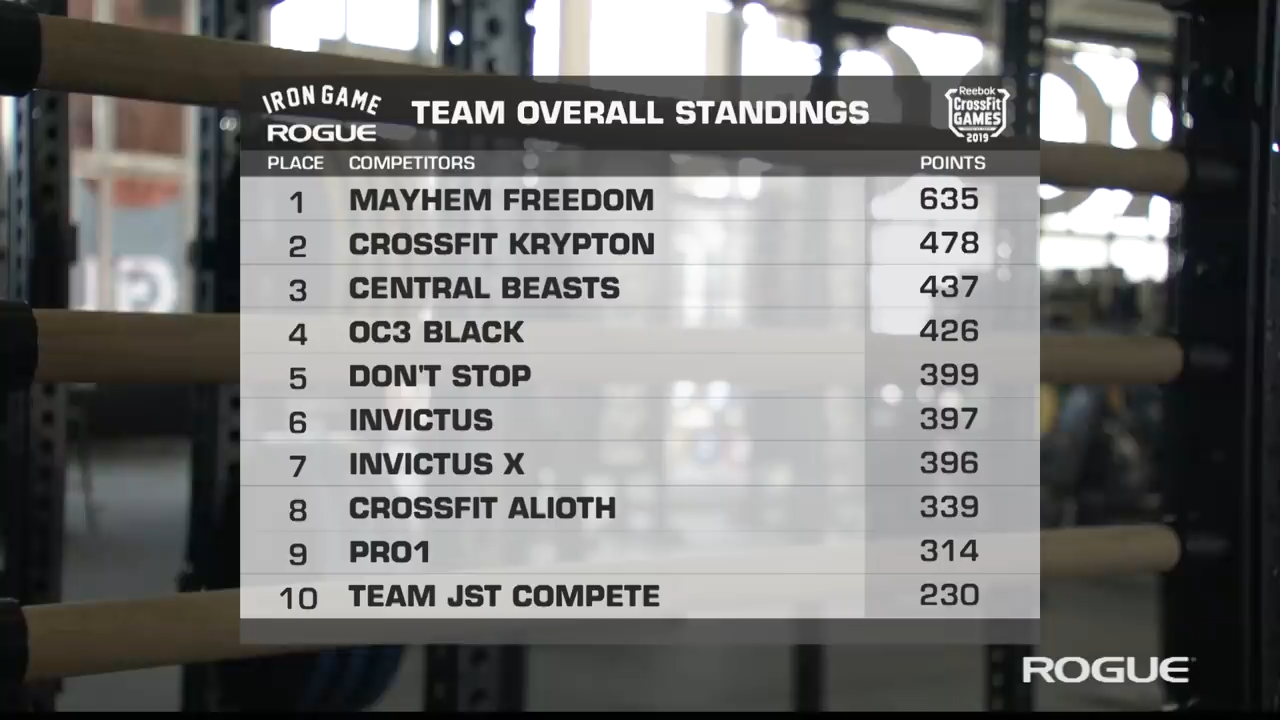 IRON GAME
ROGUE
TEAM OVERALL STANDINGS
Reebok
CrossFit
GAMES
2019
PLACE COMPETITORS POINTS
1 MAYHEM FREEDOM 635
2 CROSSFIT KRYPTON 478
3 CENTRAL BEASTS 437
4 OC3 BLACK 426
5 DON'T STOP 399
6 INVICTUS 397
7 INVICTUS X 396
8 CROSSFIT ALIOTH 339
9 PRO1 314
10 TEAM JST COMPETE 230
ROGUE